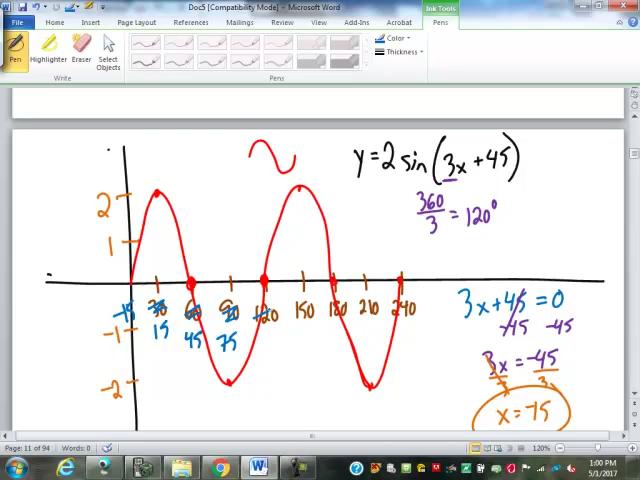 Doc5 [Compatibility Mode] - Microsoft Word
Ink Tools
File Home Insert Page Layout References Mailings Review View Add-Ins Acrobat Pens
Pen Highlighter Eraser Select Objects
Color
Thickness
Write Pens
y=2 sin(3x+45)
360/3 = 120°
2
1
-15 30 60 90 120 150 180 210 240
15 45 75
-1
-2
3x+45=0
-45 -45
3x = -45
3 3
x=-15
Page: 11 of 94 Words: 0 120%
1:00 PM
5/1/2017